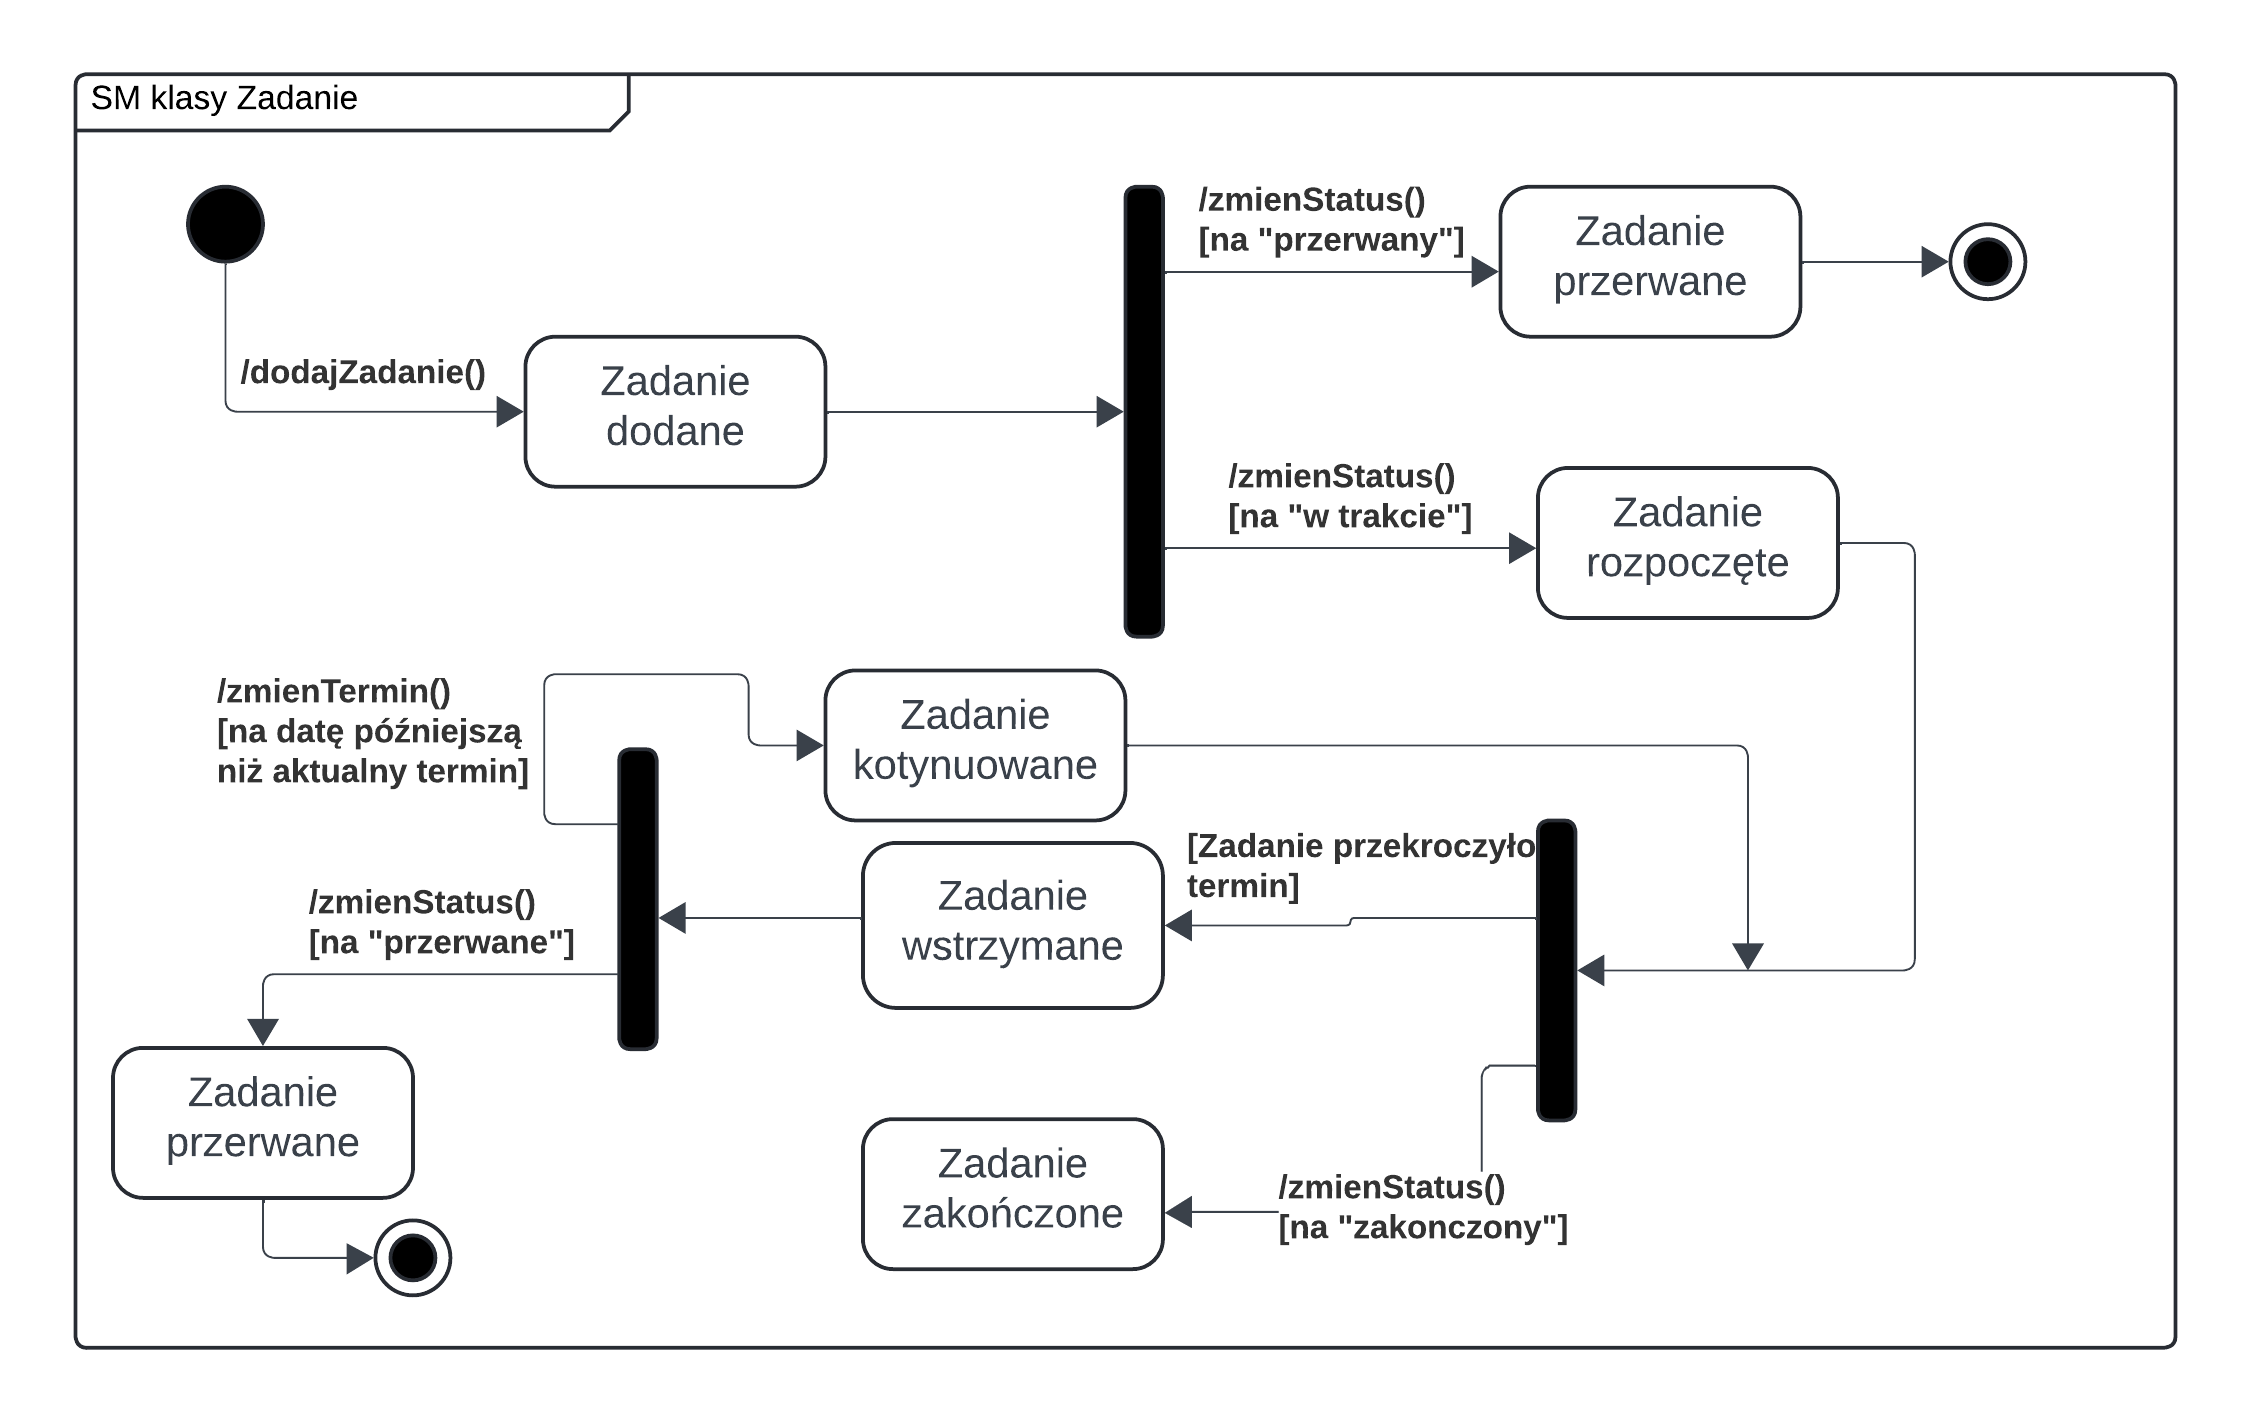 SM klasy Zadanie
/zmienStatus()
[na "przerwany"]
Zadanie
przerwane
/dodajZadanie()
Zadanie
dodane
/zmienStatus()
[na "w trakcie"]
Zadanie
rozpoczęte
/zmienTermin()
[na datę późniejszą
niż aktualny termin]
Zadanie
kotynuowane
[Zadanie przekroczyło
termin]
Zadanie
wstrzymane
/zmienStatus()
[na "przerwane"]
Zadanie
przerwane
Zadanie
zakończone
/zmienStatus()
[na "zakonczony"]